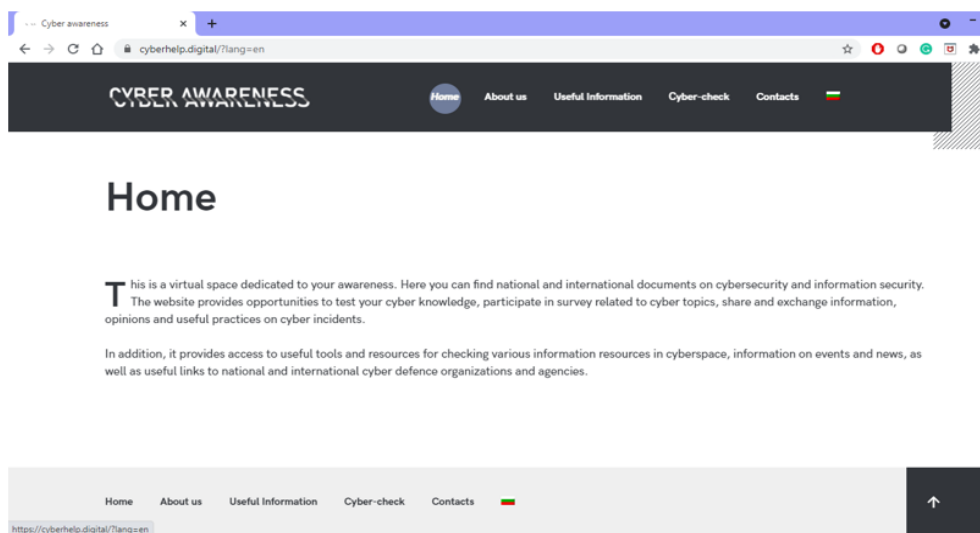 Cyber awareness
cyberhelp.digital/?lang=en
CYBER AWARENESS
Home About us Useful Information Cyber-check Contacts
Home
This is a virtual space dedicated to your awareness. Here you can find national and international documents on cybersecurity and information security.
The website provides opportunities to test your cyber knowledge, participate in survey related to cyber topics, share and exchange information,
opinions and useful practices on cyber incidents.
In addition, it provides access to useful tools and resources for checking various information resources in cyberspace, information on events and news, as
well as useful links to national and international cyber defence organizations and agencies.
Home About us Useful Information Cyber-check Contacts
https://cyberhelp.digital/?lang=en